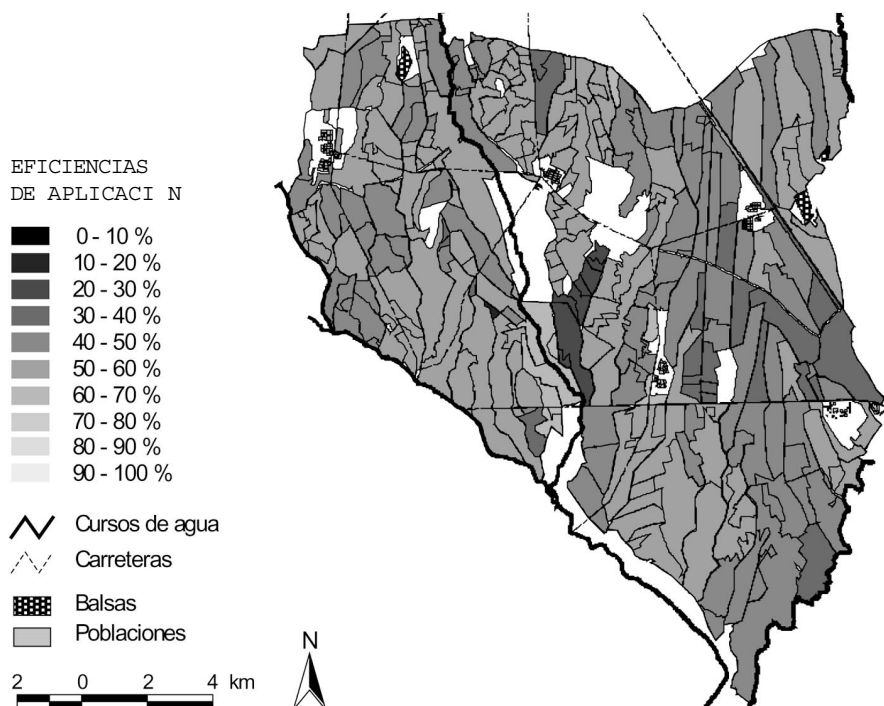 EFICIENCIAS
DE APLICACI N
0 - 10 %
10 - 20 %
20 - 30 %
30 - 40 %
40 - 50 %
50 - 60 %
60 - 70 %
70 - 80 %
80 - 90 %
90 - 100 %
Cursos de agua
Carreteras
Balsas
Poblaciones
2 0 2 4 km
N